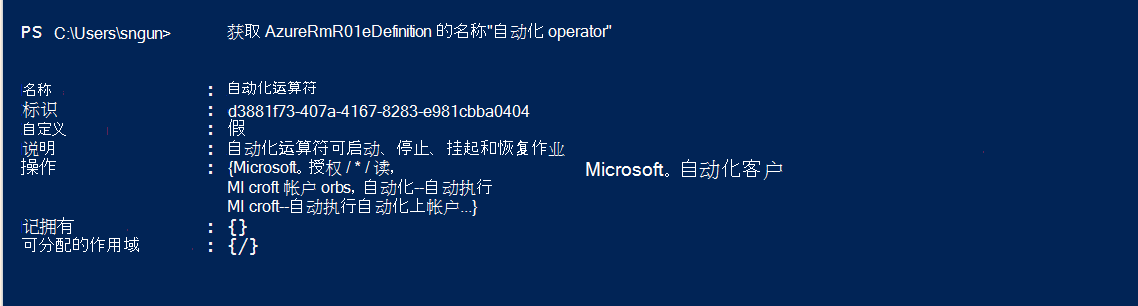 PS C:\Users\sngun> 获取 AzureRmR01eDefinition 的名称"自动化 operator"
名称 : 自动化运算符
标识 : d3881f73-407a-4167-8283-e981cbba0404
自定义 : 假
说明 : 自动化运算符可启动、停止、挂起和恢复作业
操作 : {Microsoft。授权 / * / 读, Microsoft。自动化客户
MI croft 帐户 orbs, 自动化--自动执行
MI croft--自动执行自动化上帐户...}
记拥有 : {}
可分配的作用域 : {/}